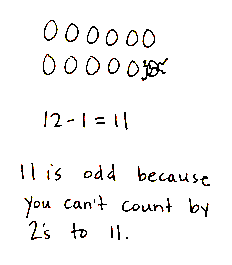 12 - 1 = 11
11 is odd because
you can't count by
2's to 11.